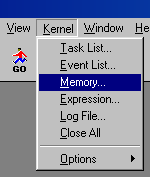 View Kernel Window He
Task List...
Event List...
GO
Memory...
Expression...
Log File...
Close All
Options